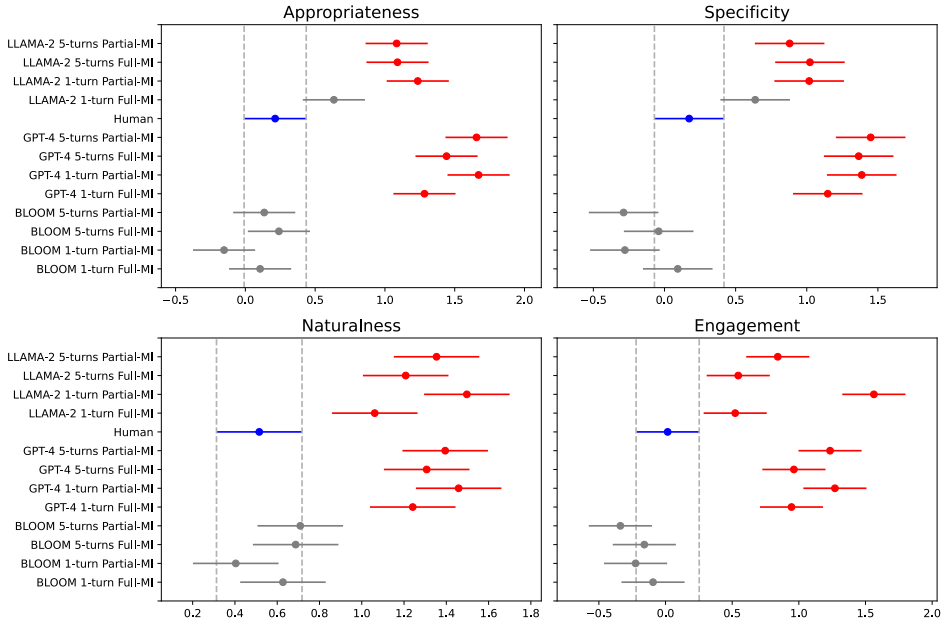 Appropriateness
LLAMA-2 5-turns Partial-MI
LLAMA-2 5-turns Full-MI
LLAMA-2 1-turn Partial-MI
LLAMA-2 1-turn Full-MI
Human
GPT-4 5-turns Partial-MI
GPT-4 5-turns Full-MI
GPT-4 1-turn Partial-MI
GPT-4 1-turn Full-MI
BLOOM 5-turns Partial-MI
BLOOM 5-turns Full-MI
BLOOM 1-turn Partial-MI
BLOOM 1-turn Full-MI
−0.5 0.0 0.5 1.0 1.5 2.0
Specificity
−0.5 0.0 0.5 1.0 1.5
Naturalness
LLAMA-2 5-turns Partial-MI
LLAMA-2 5-turns Full-MI
LLAMA-2 1-turn Partial-MI
LLAMA-2 1-turn Full-MI
Human
GPT-4 5-turns Partial-MI
GPT-4 5-turns Full-MI
GPT-4 1-turn Partial-MI
GPT-4 1-turn Full-MI
BLOOM 5-turns Partial-MI
BLOOM 5-turns Full-MI
BLOOM 1-turn Partial-MI
BLOOM 1-turn Full-MI
0.2 0.4 0.6 0.8 1.0 1.2 1.4 1.6 1.8
Engagement
−0.5 0.0 0.5 1.0 1.5 2.0